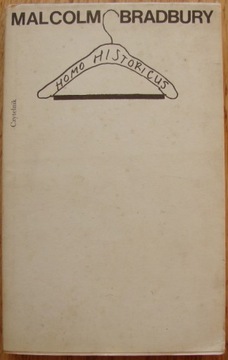 MALCOLM BRADBURY
HOMO HISTORICUS
Czytelnik